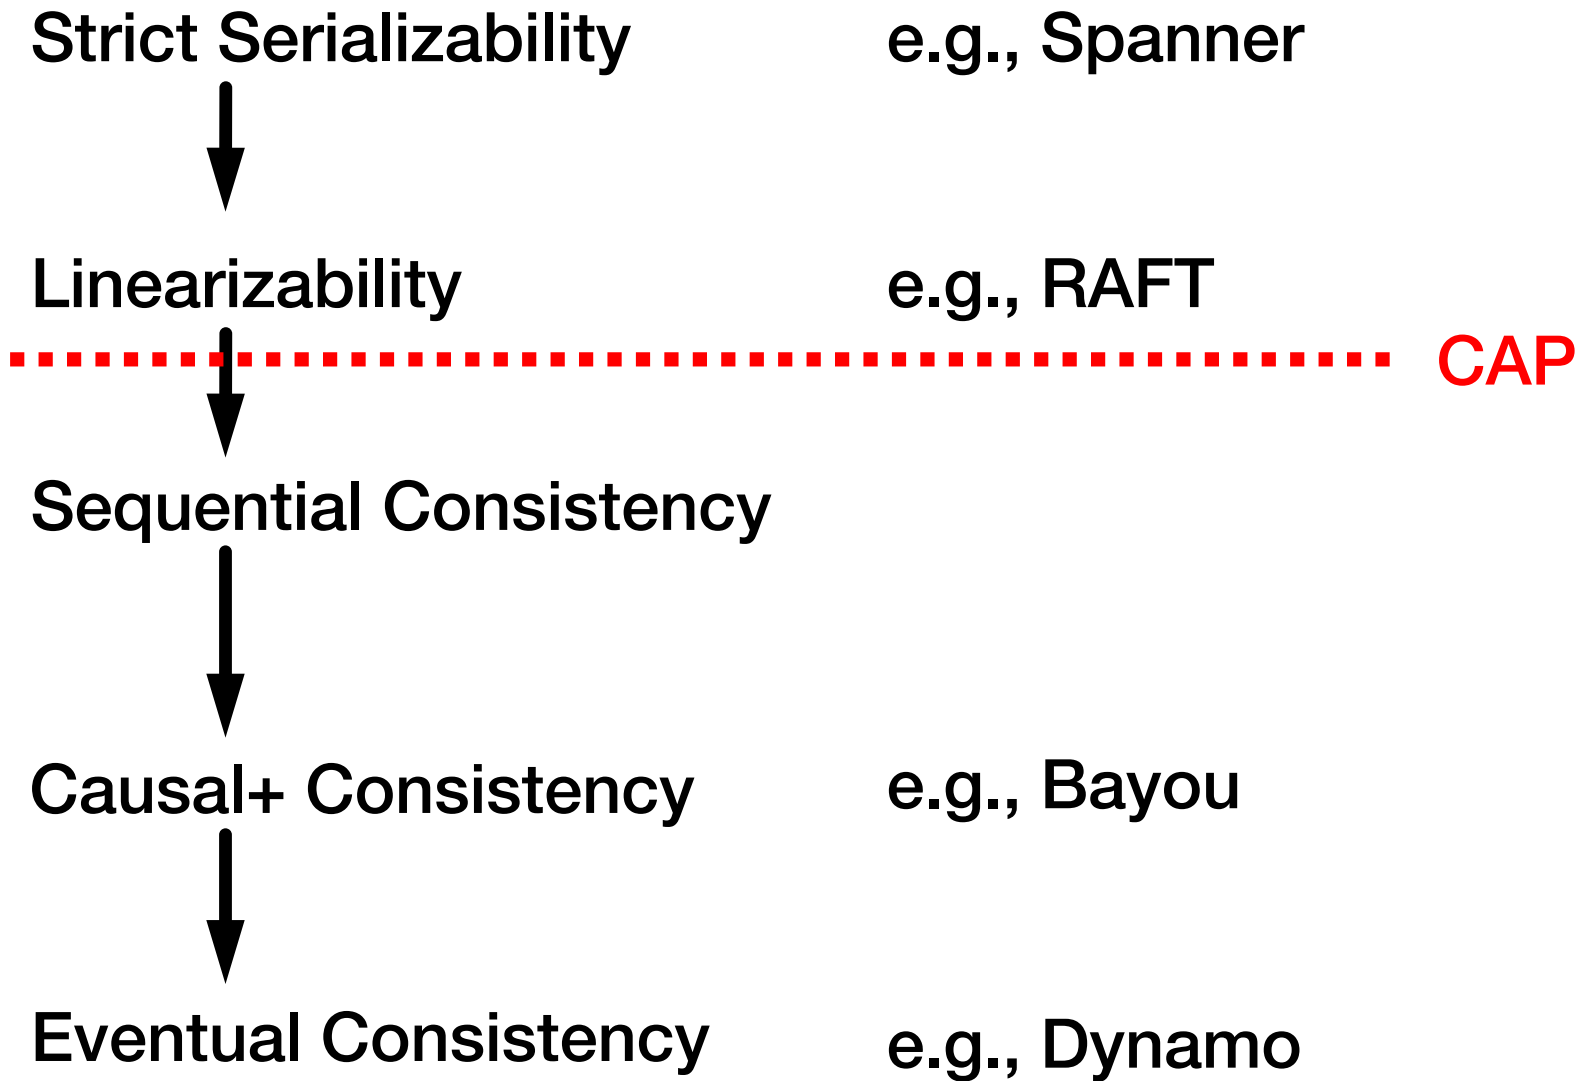 Strict Serializability e.g., Spanner
Linearizability e.g., RAFT
CAP
Sequential Consistency
Causal+ Consistency e.g., Bayou
Eventual Consistency e.g., Dynamo